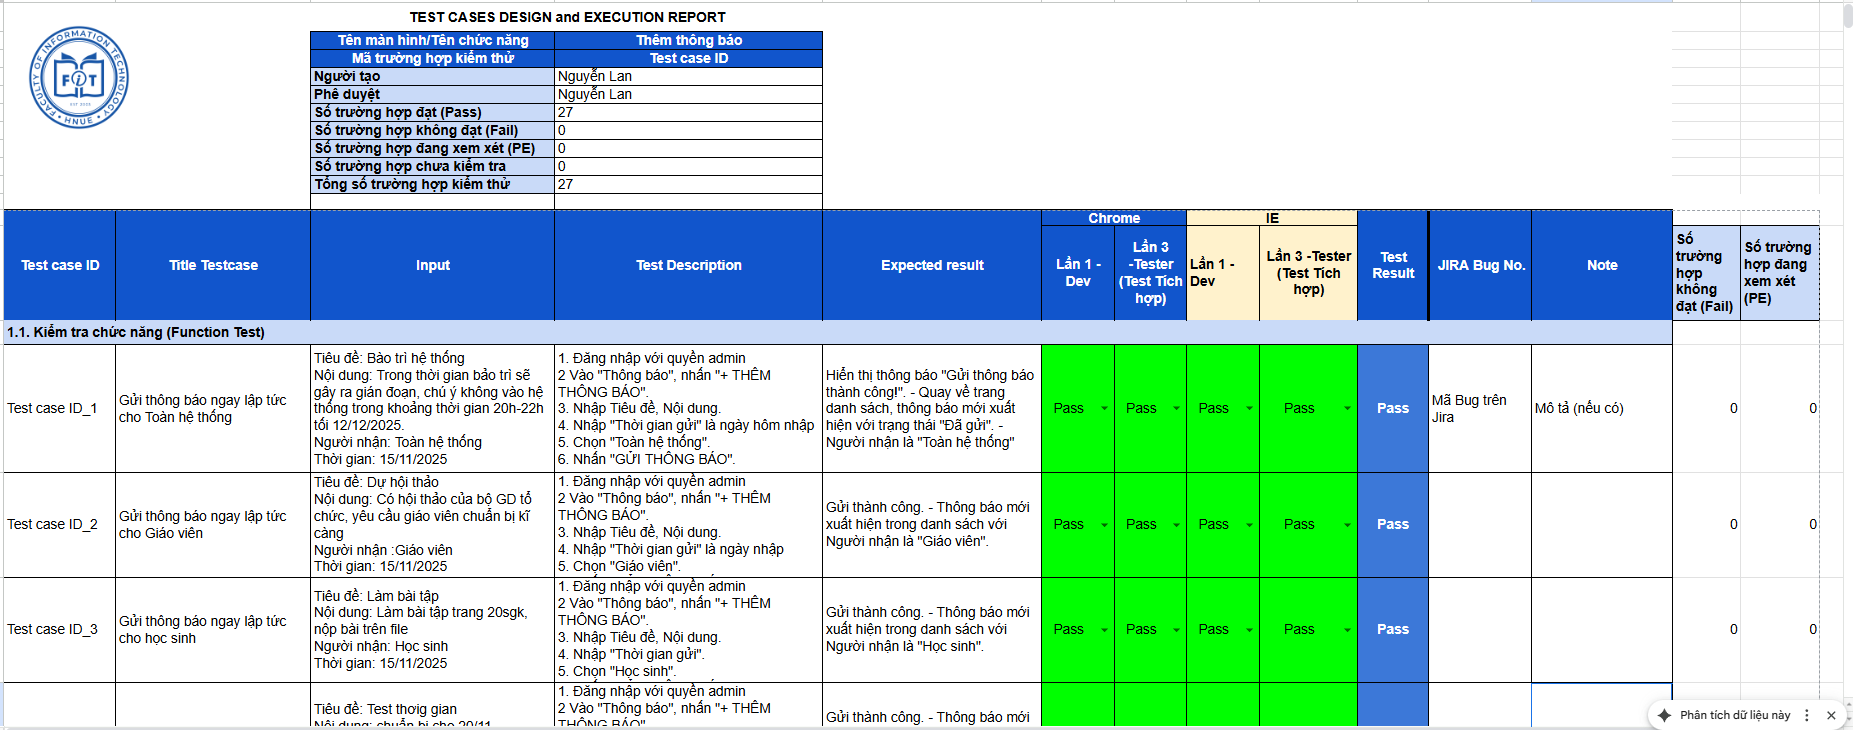 TEST CASES DESIGN and EXECUTION REPORT
FACULTY OF INFORMATION TECHNOLOGY
FiT
EST 2022
HNUE
Tên màn hình/Tên chức năng
Thêm thông báo
Mã trường hợp kiểm thử
Test case ID
Người tạo
Nguyễn Lan
Phê duyệt
Nguyễn Lan
Số trường hợp đạt (Pass)
27
Số trường hợp không đạt (Fail)
0
Số trường hợp đang xem xét (PE)
0
Số trường hợp chưa kiểm tra
0
Tổng số trường hợp kiểm thử
27
Test case ID
Title Testcase
Input
Test Description
Expected result
Chrome
Lần 1 -
Dev
Lần 3
-Tester
(Test Tích
hợp)
IE
Lần 1 -
Dev
Lần 3 -Tester
(Test Tích
hợp)
Test
Result
JIRA Bug No.
Note
Số
trường
hợp
không
đạt (Fail)
Số trường
hợp đang
xem xét
(PE)
1.1. Kiểm tra chức năng (Function Test)
Test case ID_1
Gửi thông báo ngay lập tức
cho Toàn hệ thống
Tiêu đề: Bào trì hệ thống
Nội dung: Trong thời gian bảo trì sẽ
gây ra gián đoạn, chú ý không vào hệ
thống trong khoảng thời gian 20h-22h
tối 12/12/2025.
Người nhận: Toàn hệ thống
Thời gian: 15/11/2025
1. Đăng nhập với quyền admin
2 Vào "Thông báo", nhấn "+ THÊM
THÔNG BÁO".
3. Nhập Tiêu đề, Nội dung.
4. Nhập "Thời gian gửi" là ngày hôm nhập
5. Chọn "Toàn hệ thống".
6. Nhấn "GỬI THÔNG BÁO".
Hiển thị thông báo "Gửi thông báo
thành công!". - Quay về trang
danh sách, thông báo mới xuất
hiện với trạng thái "Đã gửi". -
Người nhận là "Toàn hệ thống"
Pass
Pass
Pass
Pass
Pass
Mã Bug trên
Jira
Mô tả (nếu có)
0
0
Test case ID_2
Gửi thông báo ngay lập tức
cho Giáo viên
Tiêu đề: Dự hội thảo
Nội dung: Có hội thảo của bộ GD tổ
chức, yêu cầu giáo viên chuẩn bị kĩ
càng
Người nhận :Giáo viên
Thời gian: 15/11/2025
1. Đăng nhập với quyền admin
2 Vào "Thông báo", nhấn "+ THÊM
THÔNG BÁO".
3. Nhập Tiêu đề, Nội dung.
4. Nhập "Thời gian gửi" là ngày nhập
5. Chọn "Giáo viên".
Gửi thành công. - Thông báo mới
xuất hiện trong danh sách với
Người nhận là "Giáo viên".
Pass
Pass
Pass
Pass
Pass
0
0
Test case ID_3
Gửi thông báo ngay lập tức
cho học sinh
Tiêu đề: Làm bài tập
Nội dung: Làm bài tập trang 20sgk,
nộp bài trên file
Người nhận: Học sinh
Thời gian: 15/11/2025
1. Đăng nhập với quyền admin
2 Vào "Thông báo", nhấn "+ THÊM
THÔNG BÁO".
3. Nhập Tiêu đề, Nội dung.
4. Nhập "Thời gian gửi".
5. Chọn "Học sinh".
Gửi thành công. - Thông báo mới
xuất hiện trong danh sách với
Người nhận là "Học sinh".
Pass
Pass
Pass
Pass
Pass
0
0
Tiêu đề: Test thoig gian
Nội dung: chuẩn bị cho 20/11
1. Đăng nhập với quyền admin
2 Vào "Thông báo", nhấn "+ THÊM
THÔNG BÁO".
Gửi thành công. - Thông báo mới
Phân tích dữ liệu này